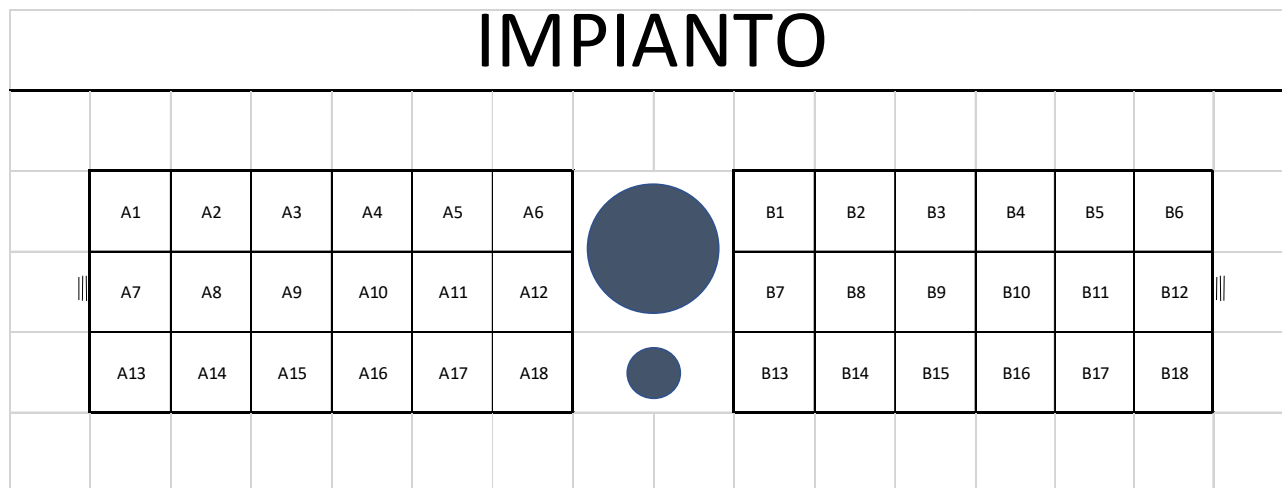 IMPIANTO
A1 A2 A3 A4 A5 A6 B1 B2 B3 B4 B5 B6
A7 A8 A9 A10 A11 A12 B7 B8 B9 B10 B11 B12
A13 A14 A15 A16 A17 A18 B13 B14 B15 B16 B17 B18